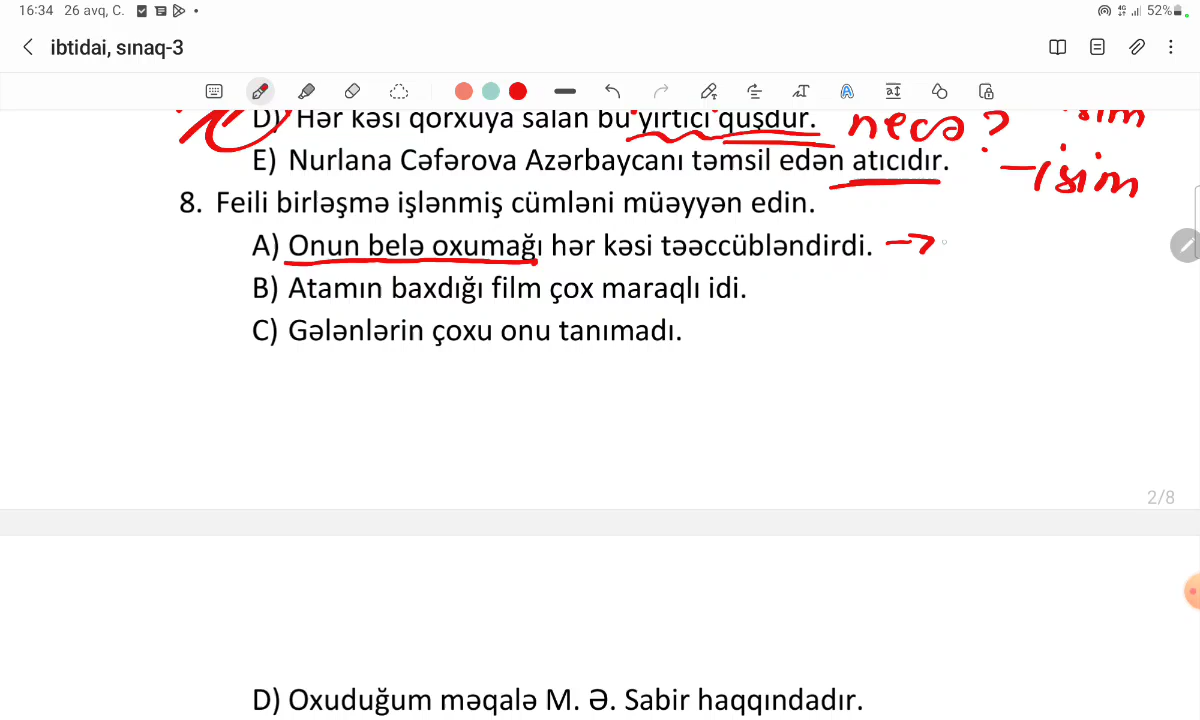 16:34 26 avq, C. 4G 52%
ibtidai, sınaq-3
D) Hər kəsi qorxuya salan bu yırtıcı quşdur. necə?
E) Nurlana Cəfərova Azərbaycanı təmsil edən atıcıdır. – isim
8. Feili birləşmə işlənmiş cümləni müəyyən edin.
A) Onun belə oxumağı hər kəsi təəccübləndirdi. →
B) Atamın baxdığı film çox maraqlı idi.
C) Gələnlərin çoxu onu tanımadı.
2/8
D) Oxuduğum məqalə M. Ə. Sabir haqqındadır.